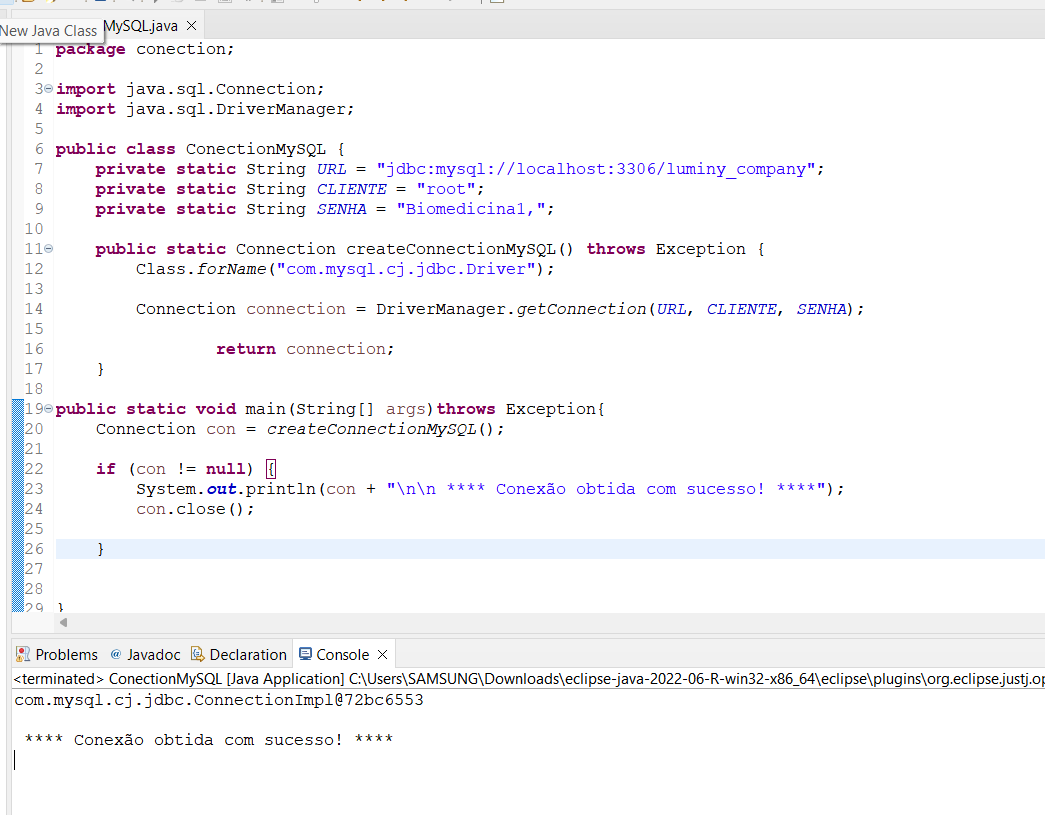 MySQL.java
New Java Class
1 package conection;
2
3 import java.sql.Connection;
4 import java.sql.DriverManager;
5
6 public class ConectionMySQL {
7 private static String URL = "jdbc:mysql://localhost:3306/luminy_company";
8 private static String CLIENTE = "root";
9 private static String SENHA = "Biomedicina1,";
10
11 public static Connection createConnectionMySQL() throws Exception {
12 Class.forName("com.mysql.cj.jdbc.Driver");
13
14 Connection connection = DriverManager.getConnection(URL, CLIENTE, SENHA);
15
16 return connection;
17 }
18
19 public static void main(String[] args)throws Exception{
20 Connection con = createConnectionMySQL();
21
22 if (con != null) {
23 System.out.println(con + "\n\n **** Conexão obtida com sucesso! ****");
24 con.close();
25
26 }
27
28
29 }
Problems @ Javadoc Declaration Console
<terminated> ConectionMySQL [Java Application] C:\Users\SAMSUNG\Downloads\eclipse-java-2022-06-R-win32-x86_64\eclipse\plugins\org.eclipse.justj.op
com.mysql.cj.jdbc.ConnectionImpl@72bc6553
**** Conexão obtida com sucesso! ****